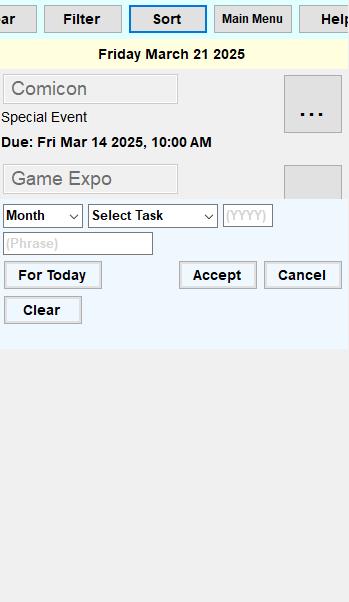 ar Filter Sort Main Menu Help
Friday March 21 2025
Comicon
...
Special Event
Due: Fri Mar 14 2025, 10:00 AM
Game Expo
Month Select Task (YYYY)
(Phrase)
For Today Accept Cancel
Clear